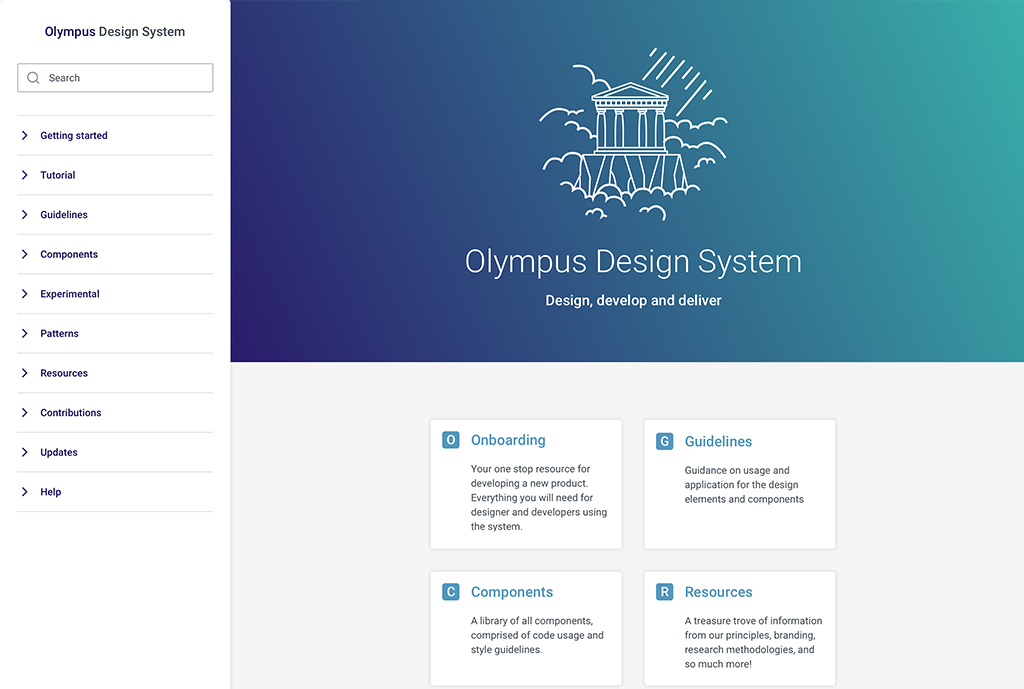 Olympus Design System
Search
Getting started
Tutorial
Guidelines
Components
Experimental
Patterns
Resources
Contributions
Updates
Help
Olympus Design System
Design, develop and deliver
O Onboarding
Your one stop resource for
developing a new product.
Everything you will need for
designer and developers using
the system.
G Guidelines
Guidance on usage and
application for the design
elements and components
C Components
A library of all components,
comprised of code usage and
style guidelines.
R Resources
A treasure trove of information
from our principles, branding,
research methodologies, and
so much more!